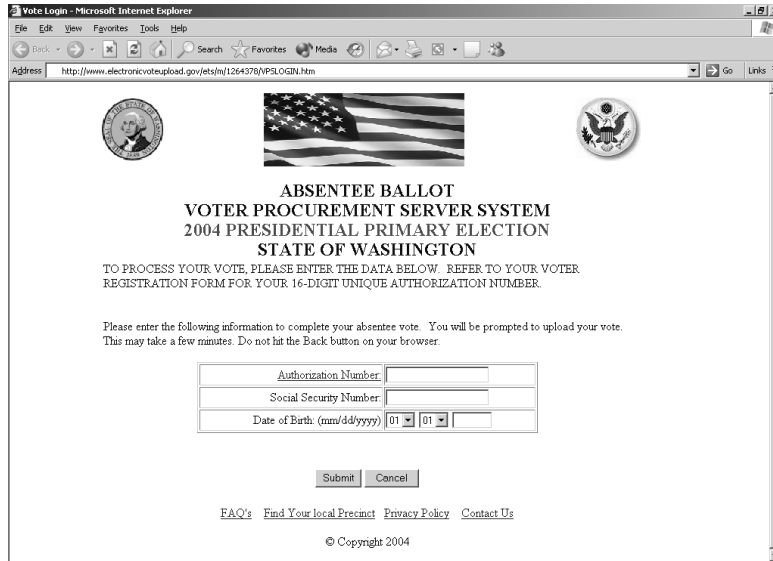 Vote Login - Microsoft Internet Explorer
File Edit View Favorites Tools Help
Back Search Favorites Media
Address http://www.electronicvoteupload.gov/ets/m/1264378/VPSLOGIN.htm Go Links
ABSENTEE BALLOT
VOTER PROCUREMENT SERVER SYSTEM
2004 PRESIDENTIAL PRIMARY ELECTION
STATE OF WASHINGTON
TO PROCESS YOUR VOTE, PLEASE ENTER THE DATA BELOW. REFER TO YOUR VOTER
REGISTRATION FORM FOR YOUR 16-DIGIT UNIQUE AUTHORIZATION NUMBER.
Please enter the following information to complete your absentee vote. You will be prompted to upload your vote.
This may take a few minutes. Do not hit the Back button on your browser.
Authorization Number:
Social Security Number:
Date of Birth: (mm/dd/yyyy) 01 01
Submit Cancel
FAQ's Find Your local Precinct Privacy Policy Contact Us
© Copyright 2004